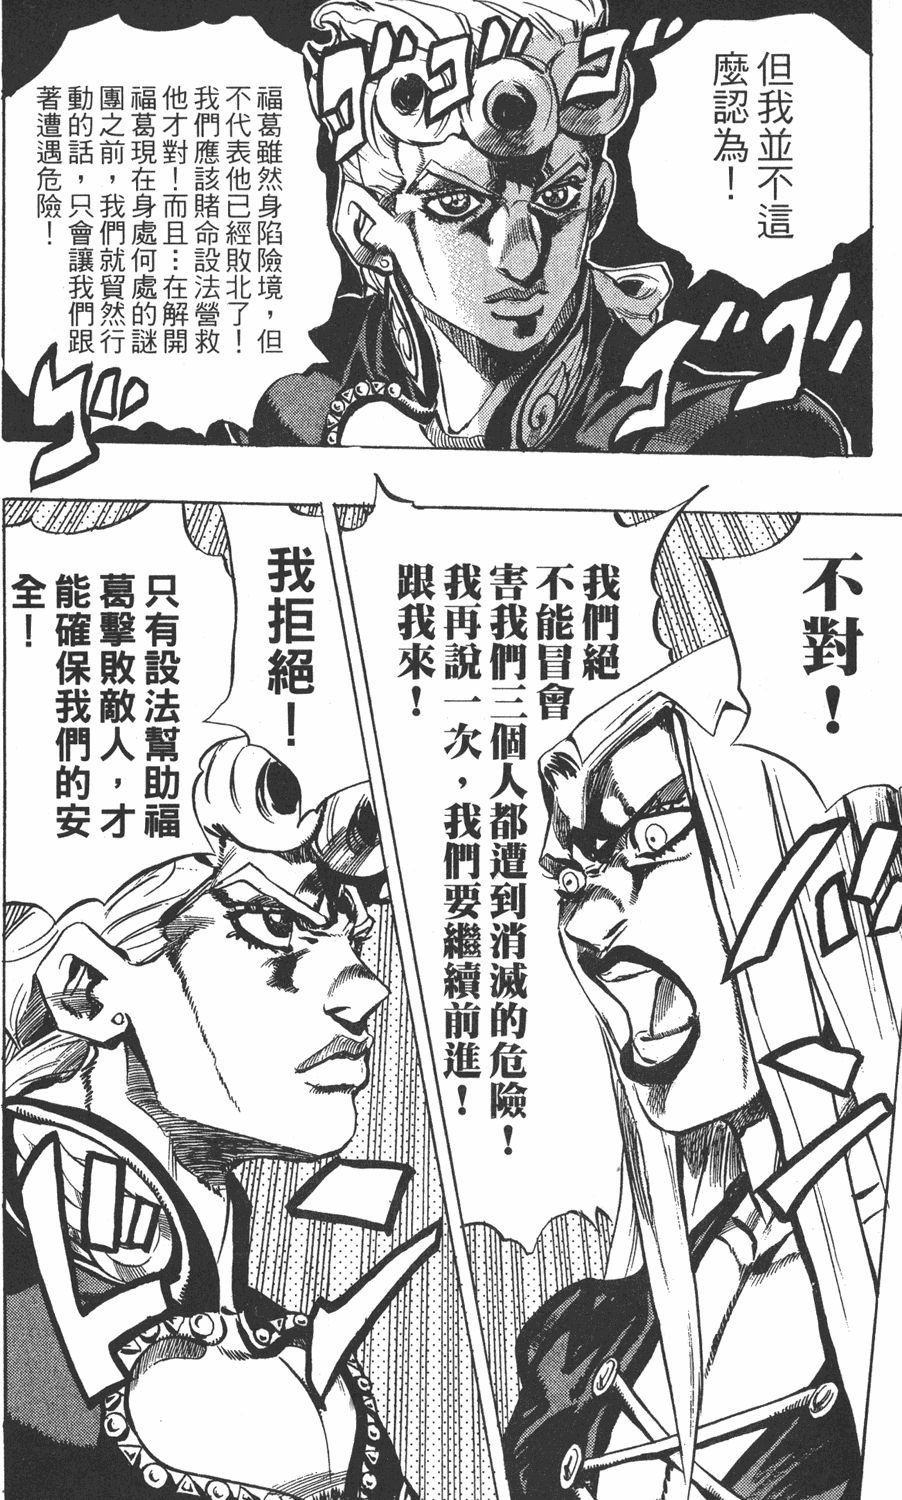 但我並不這
麼認為！
ゴゴゴ
福葛雖然身陷險境，但
不代表他已經敗北了！
我們應該賭命設法營救
他才對！而且…在解開
福葛現在身處何處的謎
團之前，我們就貿然行
動的話，只會讓我們跟
著遭遇危險！
ゴゴゴ
ゴ
不對！
我們絕
不能冒會
害我們三個人都遭到消滅的危險！
我再說一次，我們要繼續前進！
跟我來！
我拒絕！
只有設法幫助福
葛擊敗敵人，才
能確保我們的安
全！